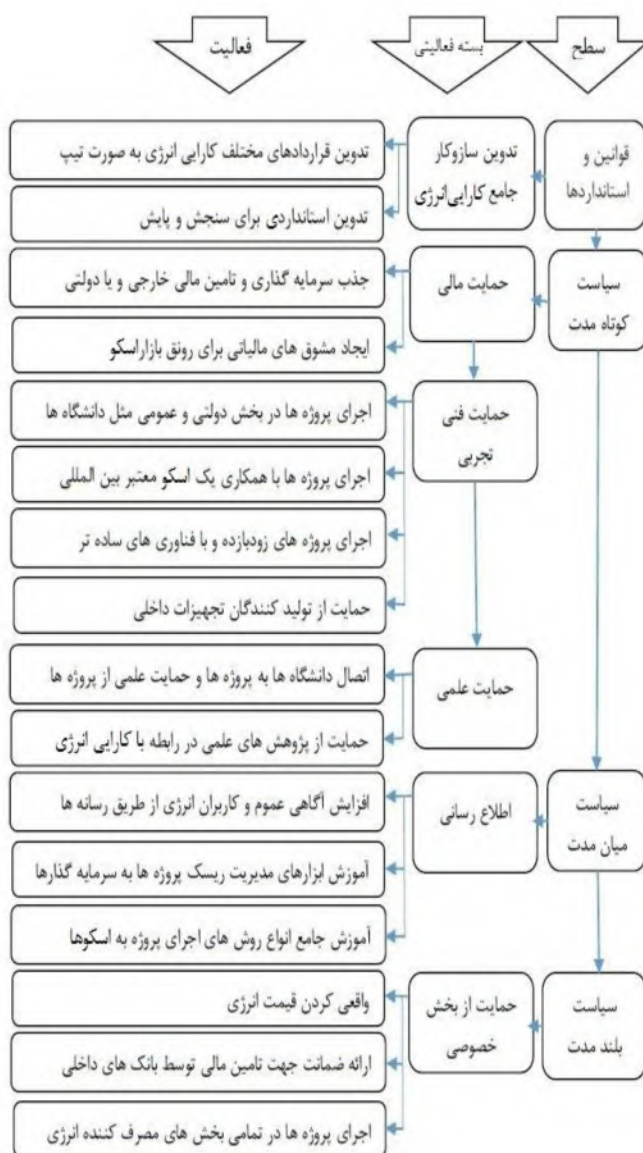 سطح
بسته فعالیتی
فعالیت
قوانین و
استانداردها
تدوین سازوکار
جامع کارایی‌انرژی
تدوین قراردادهای مختلف کارایی انرژی به صورت تیپ
تدوین استانداردی برای سنجش و پایش
سیاست
کوتاه مدت
حمایت مالی
جذب سرمایه گذاری و تامین مالی خارجی و یا دولتی
ایجاد مشوق های مالیاتی برای رونق بازاراسکو
حمایت فنی
تجربی
اجرای پروژه ها در بخش دولتی و عمومی مثل دانشگاه ها
اجرای پروژه ها با همکاری یک اسکو معتبر بین المللی
اجرای پروژه های زودبازده و با فناوری های ساده تر
حمایت از تولید کنندگان تجهیزات داخلی
حمایت علمی
اتصال دانشگاه ها به پروژه ها و حمایت علمی از پروژه ها
حمایت از پژوهش های علمی در رابطه با کارایی انرژی
سیاست
میان مدت
اطلاع رسانی
افزایش آگاهی عموم و کاربران انرژی از طریق رسانه ها
آموزش ابزارهای مدیریت ریسک پروژه ها به سرمایه گذارها
آموزش جامع انواع روش های اجرای پروژه به اسکوها
سیاست
بلند مدت
حمایت از بخش
خصوصی
واقعی کردن قیمت انرژی
ارائه ضمانت جهت تامین مالی توسط بانک های داخلی
اجرای پروژه ها در تمامی بخش های مصرف کننده انرژی